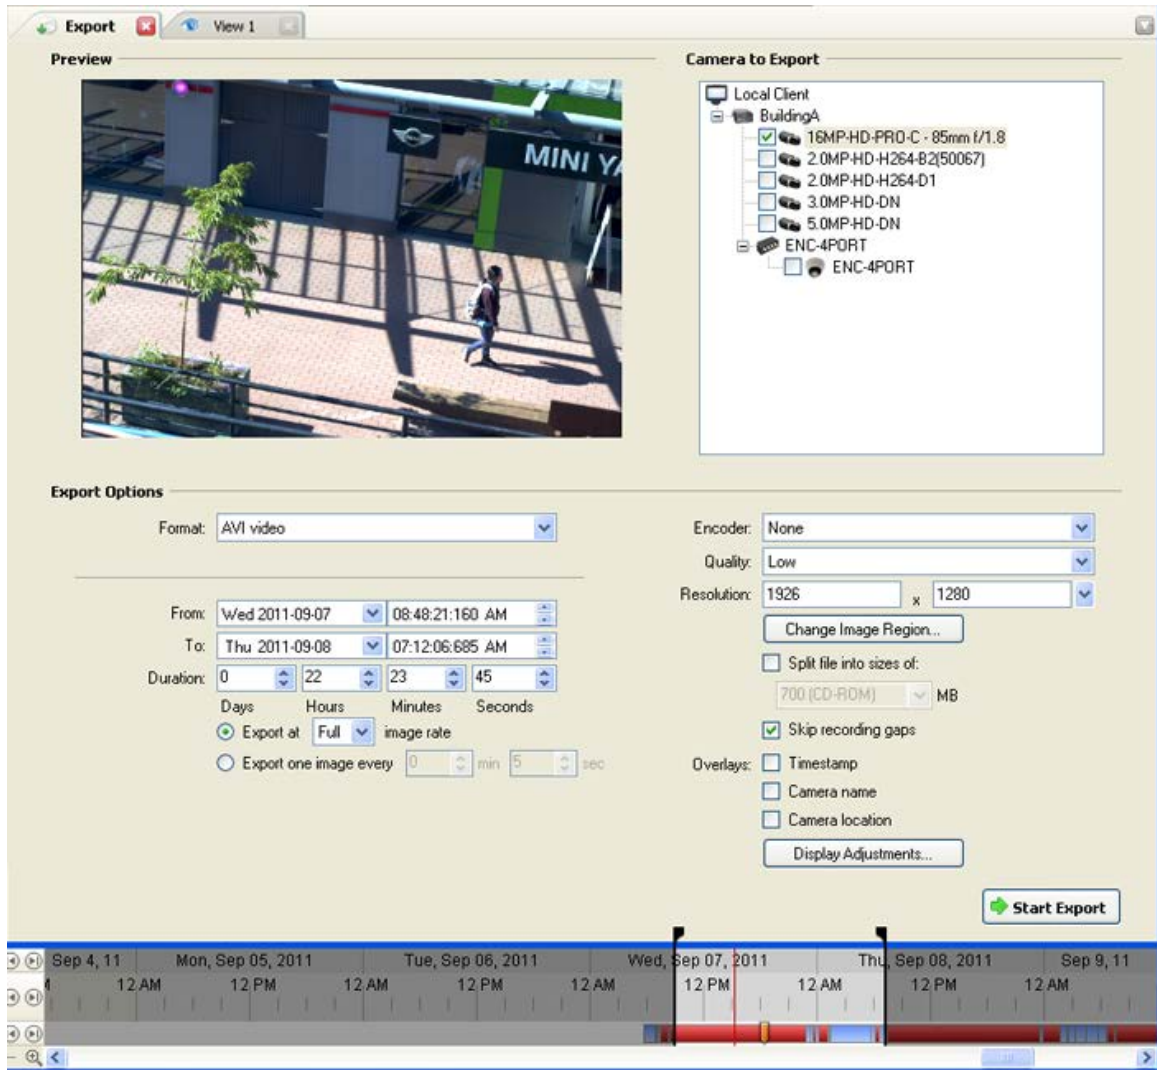 Export
View 1
Preview
Camera to Export
MINI YA
Local Client
BuildingA
16MP-HD-PRO-C - 85mm f/1.8
2.0MP-HD-H264-B2(50067)
2.0MP-HD-H264-D1
3.0MP-HD-DN
5.0MP-HD-DN
ENC-4PORT
ENC-4PORT
Export Options
Format: AVI video
Encoder: None
Quality: Low
Resolution: 1926 x 1280
Change Image Region...
From: Wed 2011-09-07 08:48:21:160 AM
To: Thu 2011-09-08 07:12:06:685 AM
Duration: 0 22 23 45
Days Hours Minutes Seconds
Export at Full image rate
Export one image every 0 min 5 sec
Split file into sizes of:
700 (CD-ROM) MB
Skip recording gaps
Overlays: Timestamp
Camera name
Camera location
Display Adjustments...
Start Export
Sep 4, 11 Mon, Sep 05, 2011 Tue, Sep 06, 2011 Wed, Sep 07, 2011 Thu, Sep 08, 2011 Sep 9, 11
12 AM 12 PM 12 AM 12 PM 12 AM 12 PM 12 AM 12 PM 12 AM